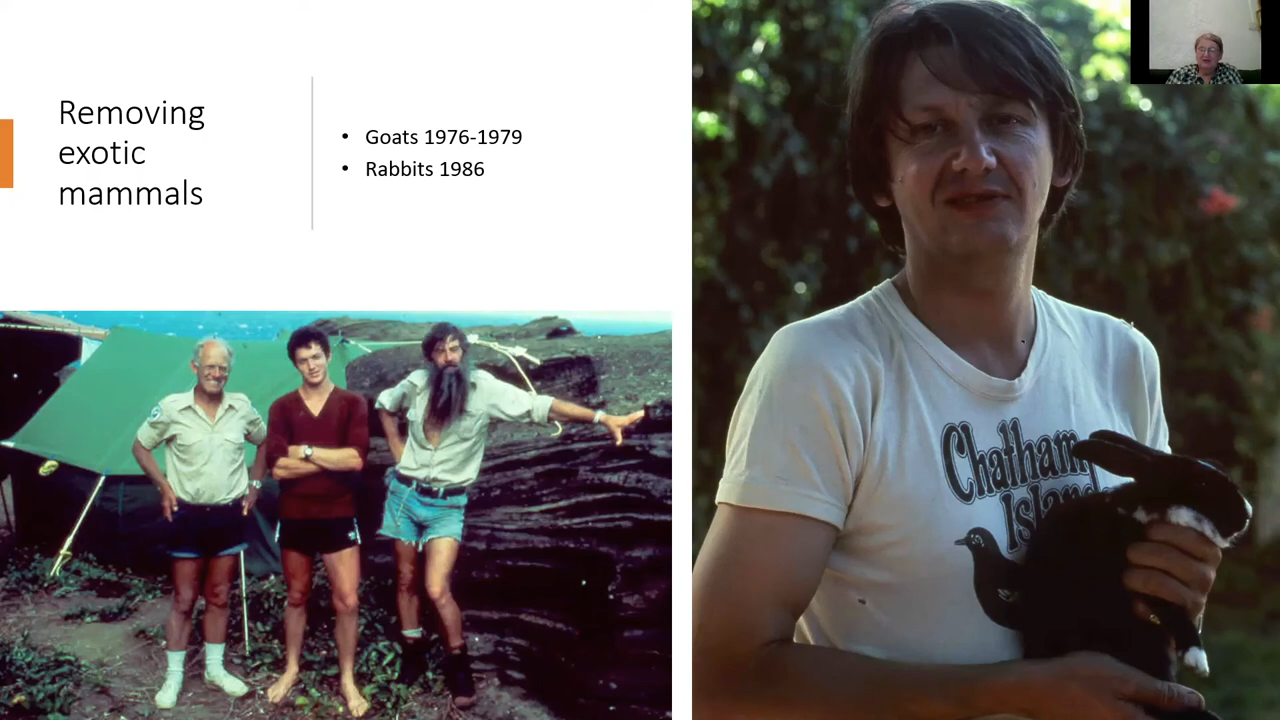 Removing
exotic
mammals
• Goats 1976-1979
• Rabbits 1986
Chatham